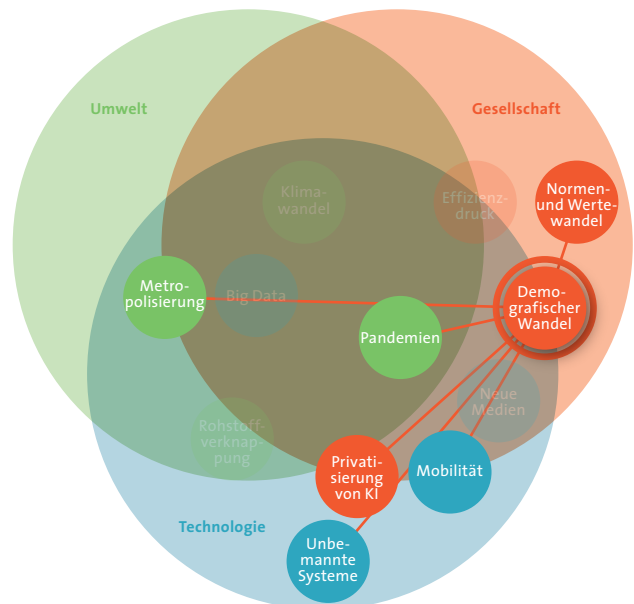 Umwelt
Gesellschaft
Klima-
wandel
Effizienz-
druck
Normen-
und Werte-
wandel
Metro-
polisierung
Big Data
Demo-
grafischer
Wandel
Pandemien
Neue
Medien
Rohstoff-
verknap-
pung
Privati-
sierung
von KI
Mobilität
Technologie
Unbe-
mannte
Systeme